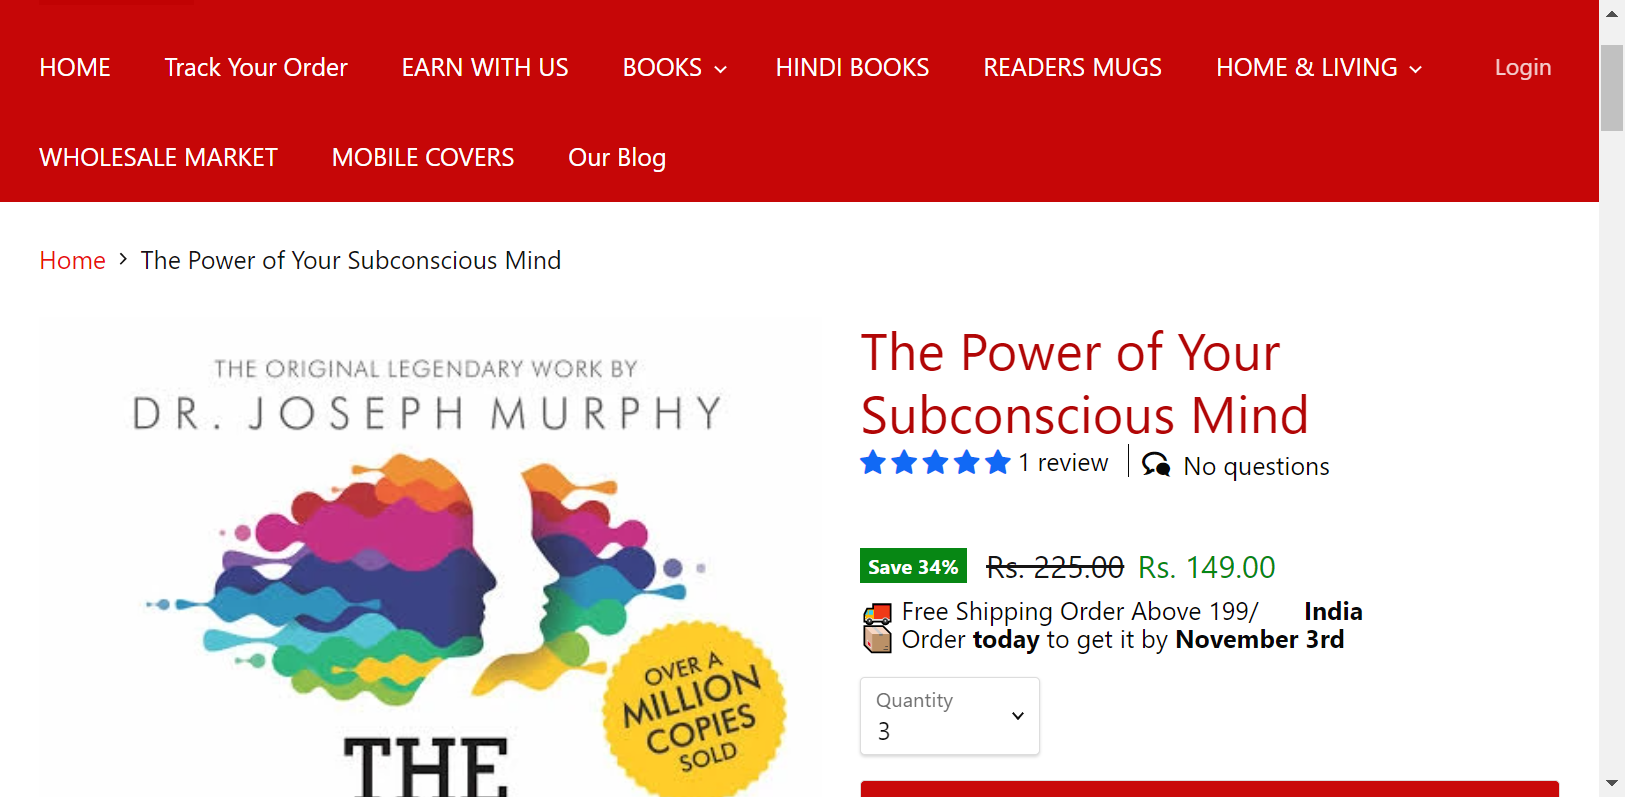 HOME Track Your Order EARN WITH US BOOKS HINDI BOOKS READERS MUGS HOME & LIVING Login
WHOLESALE MARKET MOBILE COVERS Our Blog
Home > The Power of Your Subconscious Mind
THE ORIGINAL LEGENDARY WORK BY
DR. JOSEPH MURPHY
OVER A
MILLION
COPIES
SOLD
THE
The Power of Your
Subconscious Mind
1 review No questions
Save 34% Rs. 225.00 Rs. 149.00
Free Shipping Order Above 199/ India
Order today to get it by November 3rd
Quantity
3